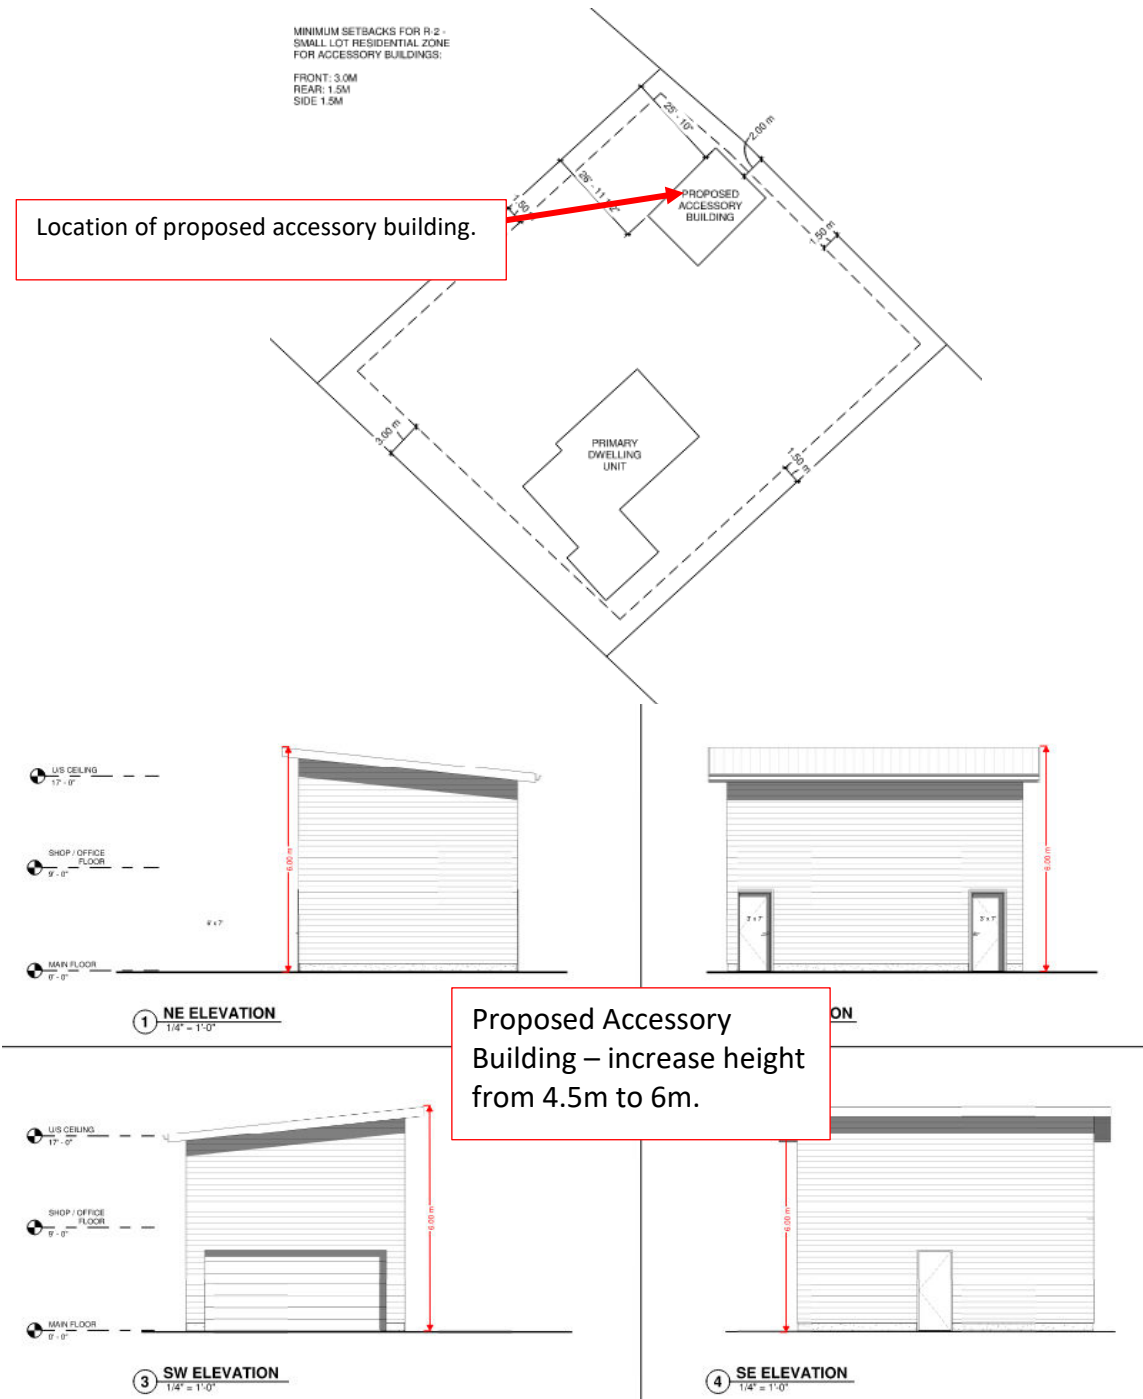 MINIMUM SETBACKS FOR R-2 -
SMALL LOT RESIDENTIAL ZONE
FOR ACCESSORY BUILDINGS:
FRONT: 3.0M
REAR: 1.5M
SIDE 1.5M
25' - 10"
2.00 m
26' - 11
1.50
PROPOSED
ACCESSORY
BUILDING
Location of proposed accessory building.
1.50 m
3.00 m
PRIMARY
DWELLING
UNIT
1.50 m
U/S CEILING
17' - 0"
SHOP / OFFICE
FLOOR
9' - 0"
6.00 m
MAIN FLOOR
0' - 0"
1 NE ELEVATION
1/4" = 1'-0"
3' x 7'
3' x 7'
6.00 m
ON
Proposed Accessory
Building – increase height
from 4.5m to 6m.
U/S CEILING
17' - 0"
SHOP / OFFICE
FLOOR
9' - 0"
6.00 m
MAIN FLOOR
0' - 0"
3 SW ELEVATION
1/4" = 1'-0"
6.00 m
4 SE ELEVATION
1/4" = 1'-0"